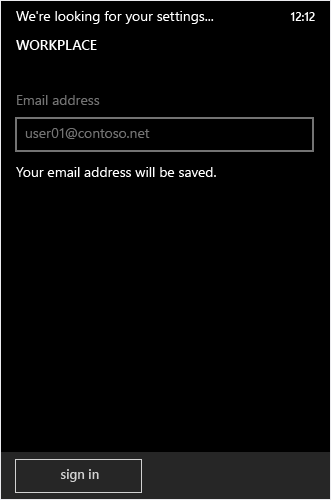 We're looking for your settings... 12:12
WORKPLACE
Email address
user01@contoso.net
Your email address will be saved.
sign in